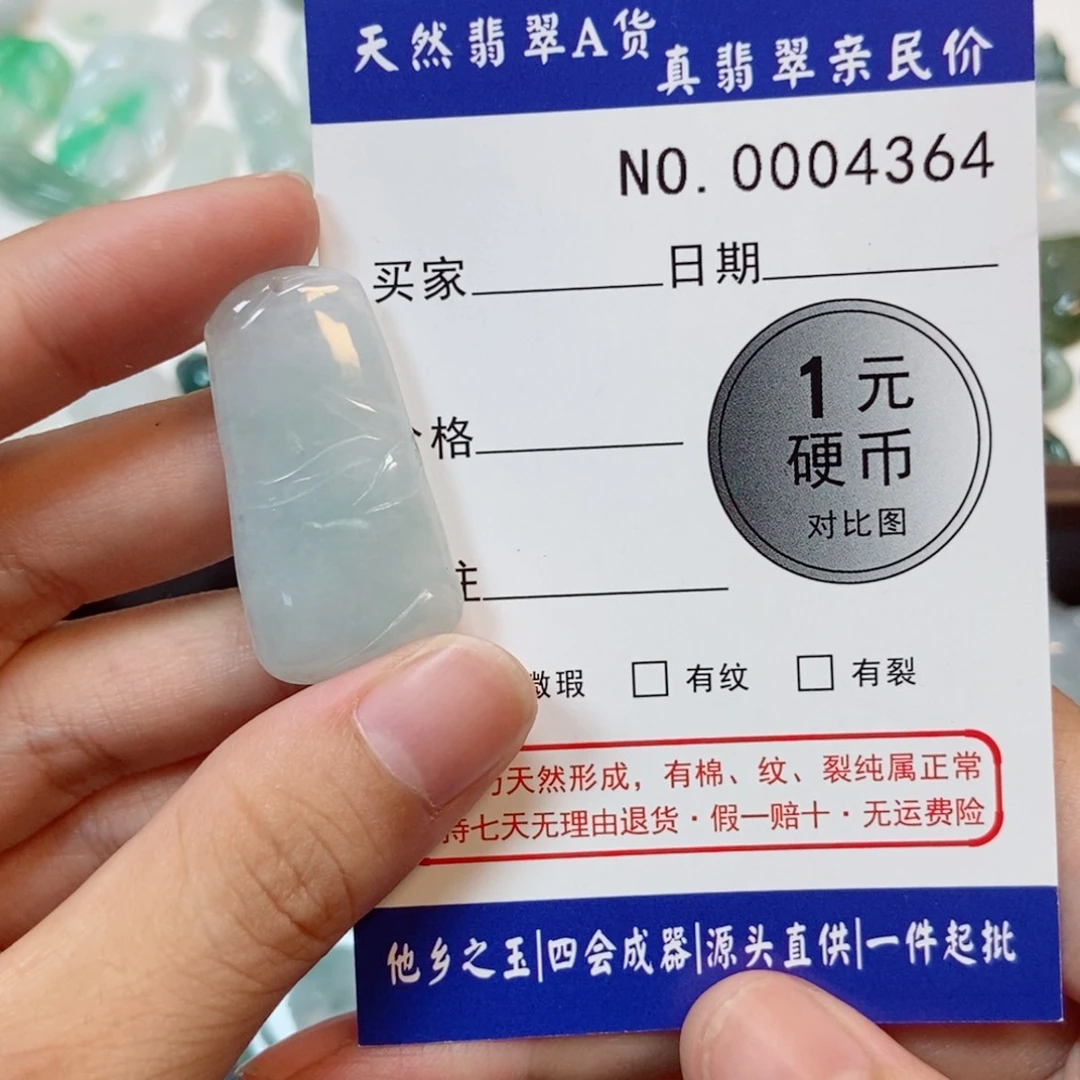 天然翡翠A货
真翡翠亲民价
NO.0004364
买家 日期
格
1元
硬币
对比图
瑕 有纹 有裂
天然形成，有棉、纹、裂纯属正常
七天无理由退货·假一赔十·无运费险
他乡之玉|四会成器|源头直供|一件起批